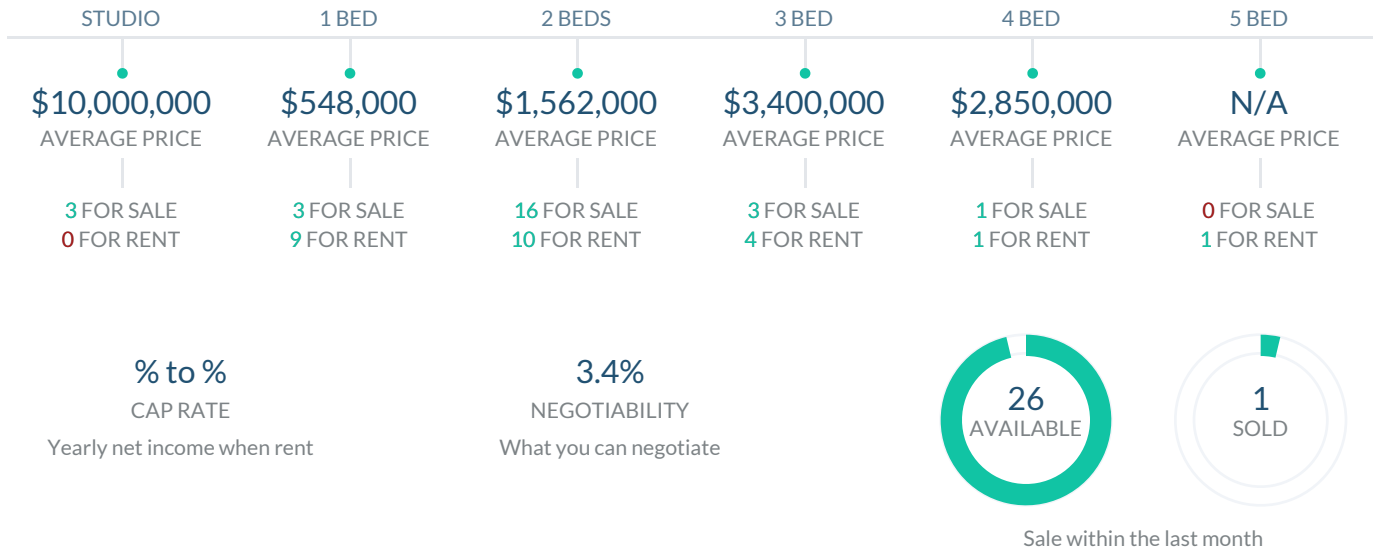 STUDIO 1 BED 2 BEDS 3 BED 4 BED 5 BED
$10,000,000 $548,000 $1,562,000 $3,400,000 $2,850,000 N/A
AVERAGE PRICE AVERAGE PRICE AVERAGE PRICE AVERAGE PRICE AVERAGE PRICE AVERAGE PRICE
3 FOR SALE 3 FOR SALE 16 FOR SALE 3 FOR SALE 1 FOR SALE 0 FOR SALE
0 FOR RENT 9 FOR RENT 10 FOR RENT 4 FOR RENT 1 FOR RENT 1 FOR RENT
% to %
CAP RATE
Yearly net income when rent
3.4%
NEGOTIABILITY
What you can negotiate
26
AVAILABLE
1
SOLD
Sale within the last month